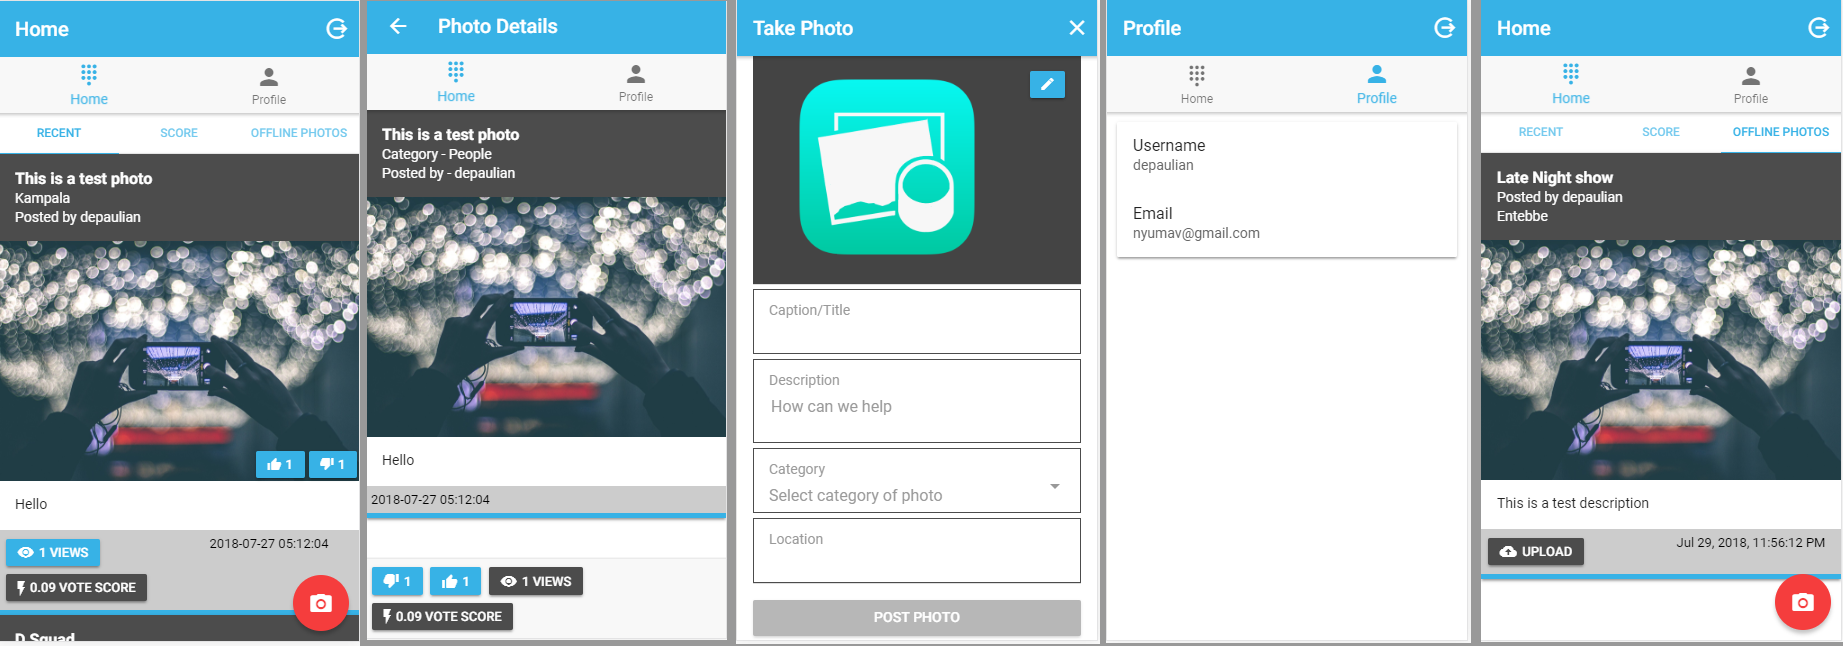 Home
Home
Profile
RECENT
SCORE
OFFLINE PHOTOS
This is a test photo
Kampala
Posted by depaulian
1
1
Hello
1 VIEWS
2018-07-27 05:12:04
0.09 VOTE SCORE
D Squad
Photo Details
Home
Profile
This is a test photo
Category - People
Posted by - depaulian
Hello
2018-07-27 05:12:04
1
1
1 VIEWS
0.09 VOTE SCORE
Take Photo
Caption/Title
Description
How can we help
Category
Select category of photo
Location
POST PHOTO
Profile
Home
Profile
Username
depaulian
Email
nyumav@gmail.com
Home
Home
Profile
RECENT
SCORE
OFFLINE PHOTOS
Late Night show
Posted by depaulian
Entebbe
This is a test description
UPLOAD
Jul 29, 2018, 11:56:12 PM